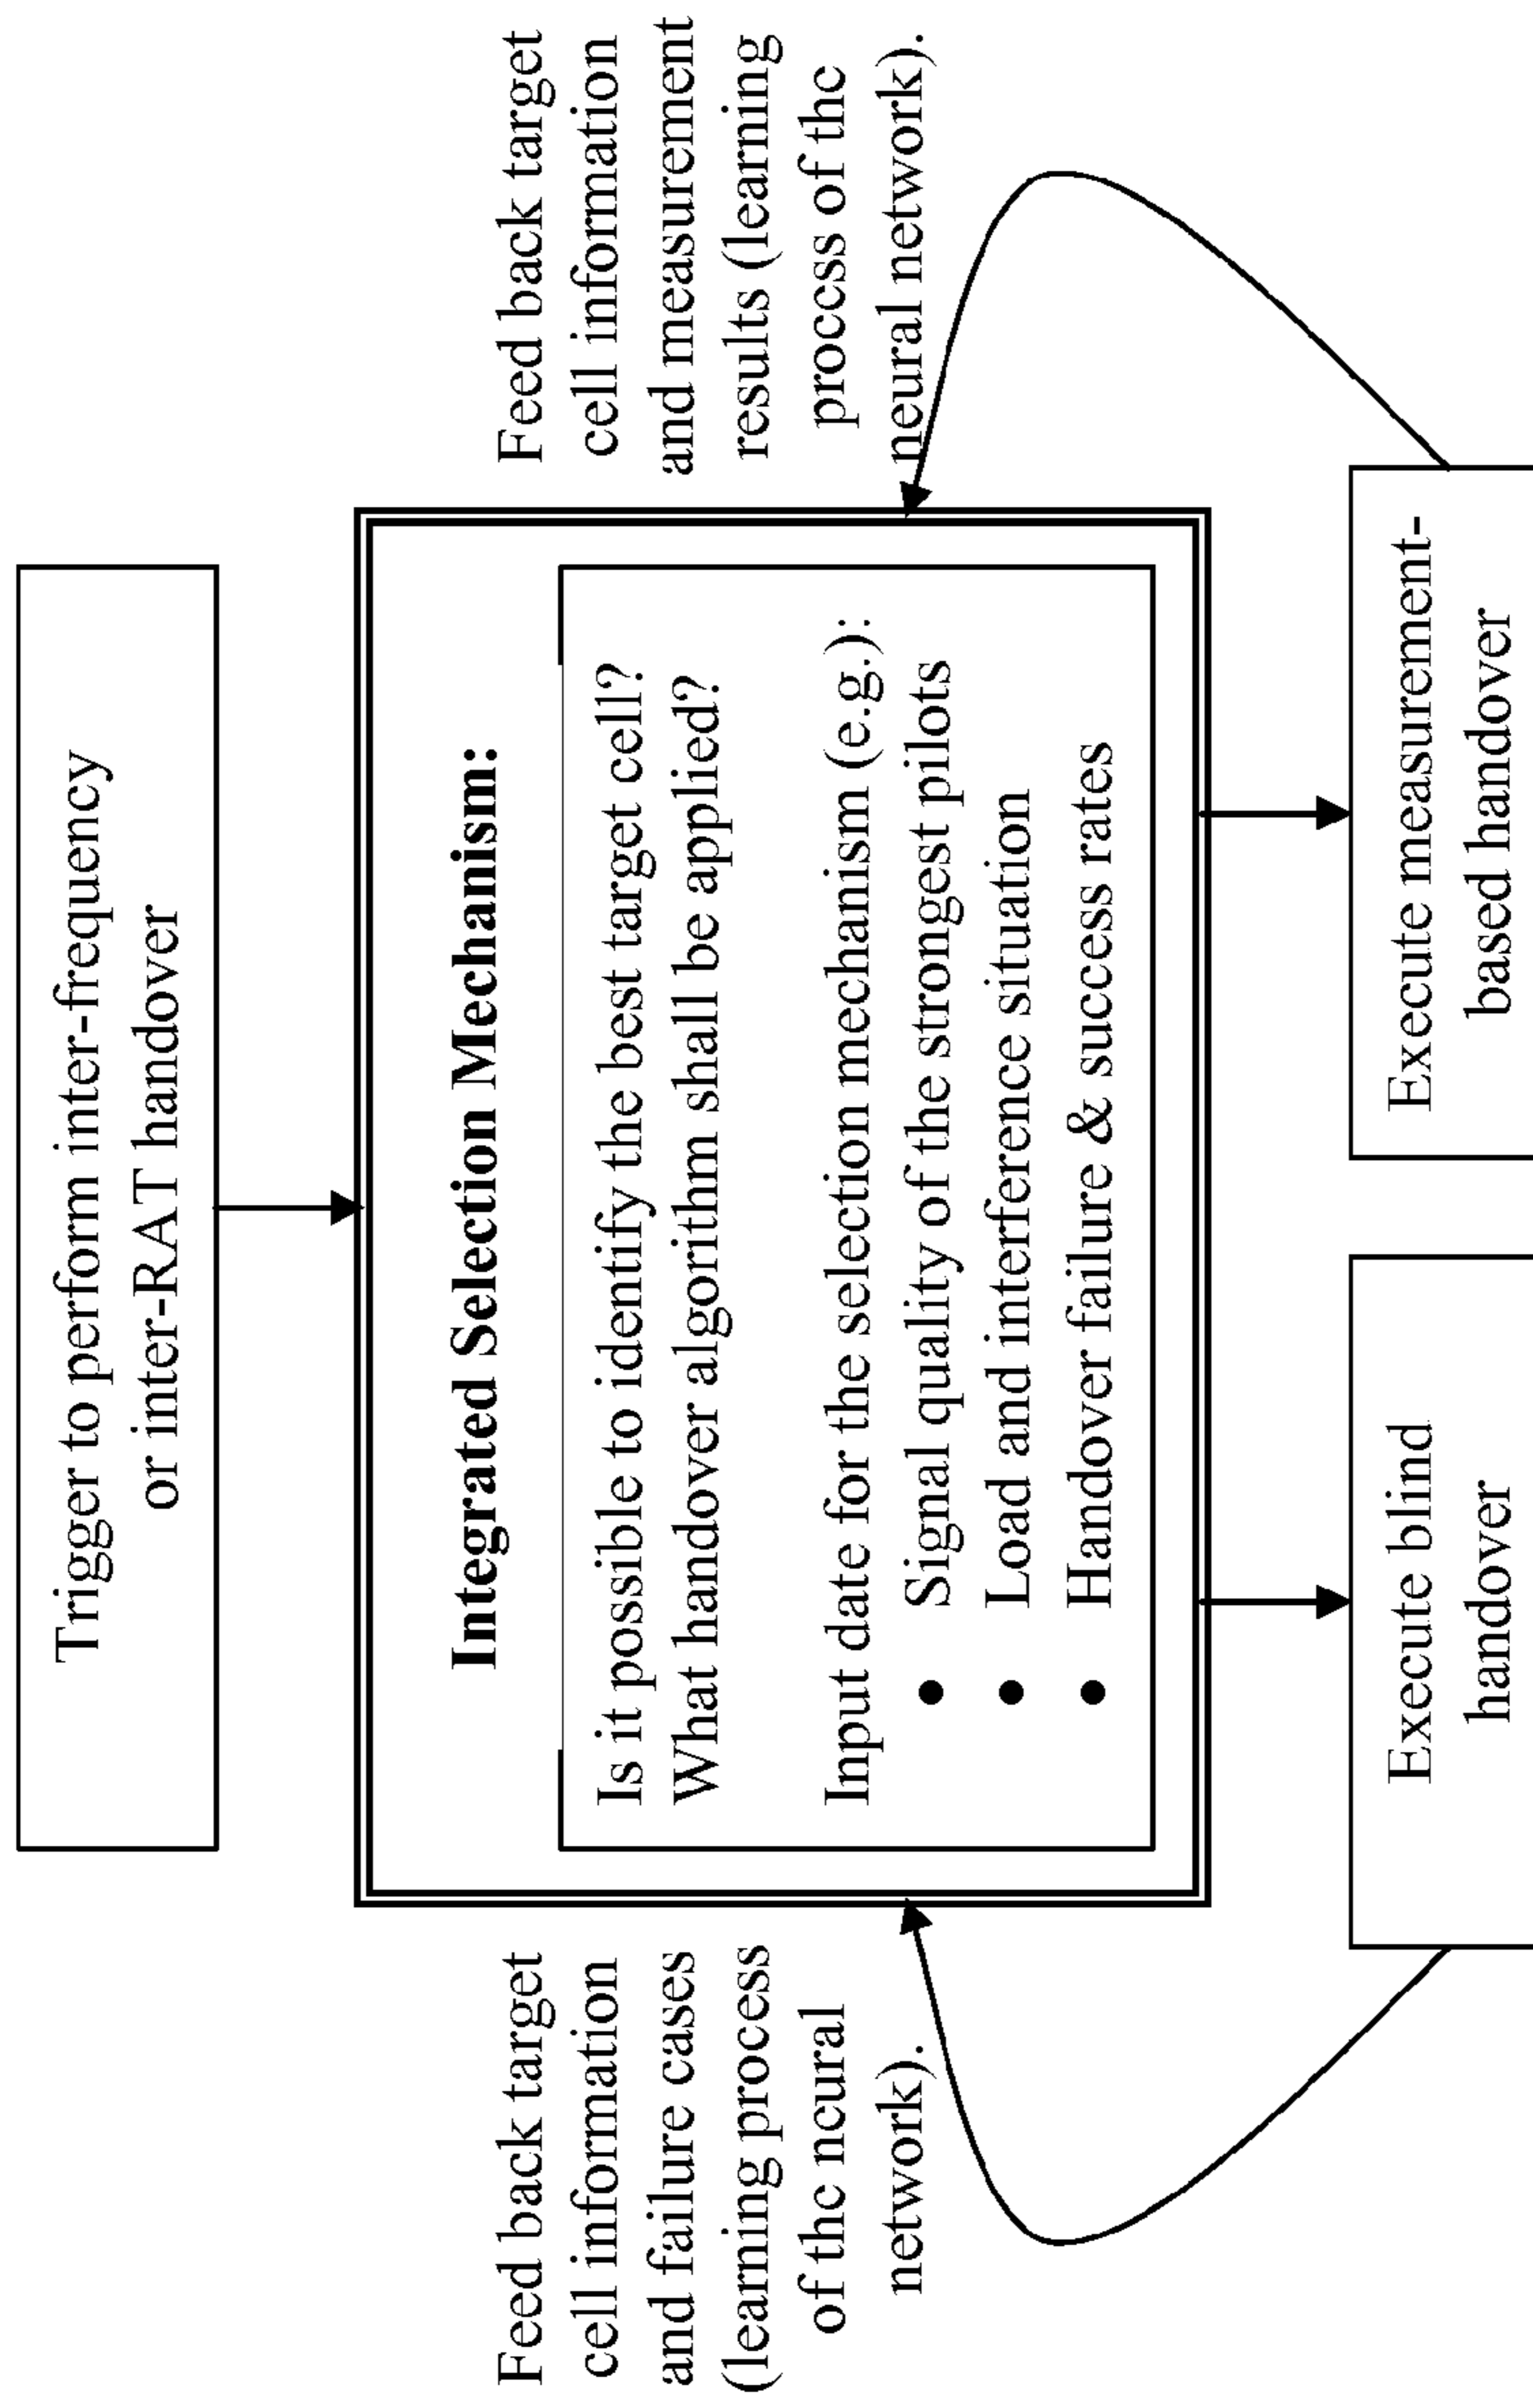 Trigger to perform inter-frequency
or inter-RAT handover
Integrated Selection Mechanism:
Is it possible to identify the best target cell?
What handover algorithm shall be applied?
Input date for the selection mechanism (e.g.):
• Signal quality of the strongest pilots
• Load and interference situation
• Handover failure & success rates
Feed back target
cell information
and failure cases
(learning process
of thc ncural
network).
Feed back target
cell information
and measurement
results (learning
proccss of thc
neural network).
Execute blind
handover
Execute measurement-
based handover